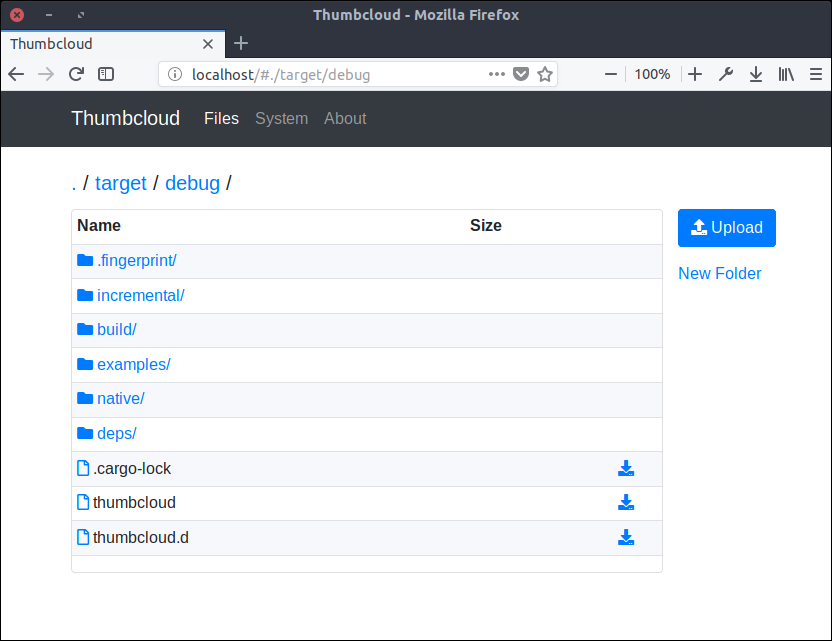 Thumbcloud - Mozilla Firefox
Thumbcloud
localhost/#./target/debug
100%
Thumbcloud Files System About
. / target / debug /
Name Size
Upload
.fingerprint/
New Folder
incremental/
build/
examples/
native/
deps/
.cargo-lock
thumbcloud
thumbcloud.d